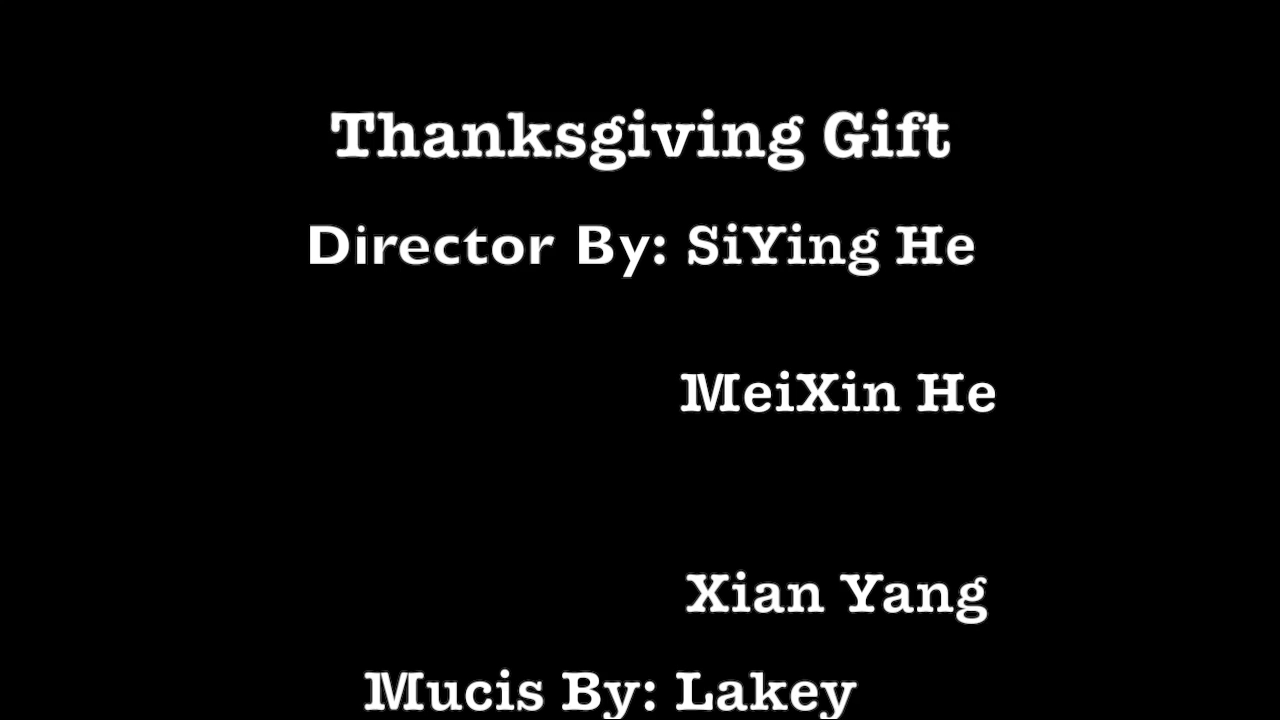 Thanksgiving Gift
Director By: SiYing He
MeiXin He
Xian Yang
Mucis By: Lakey